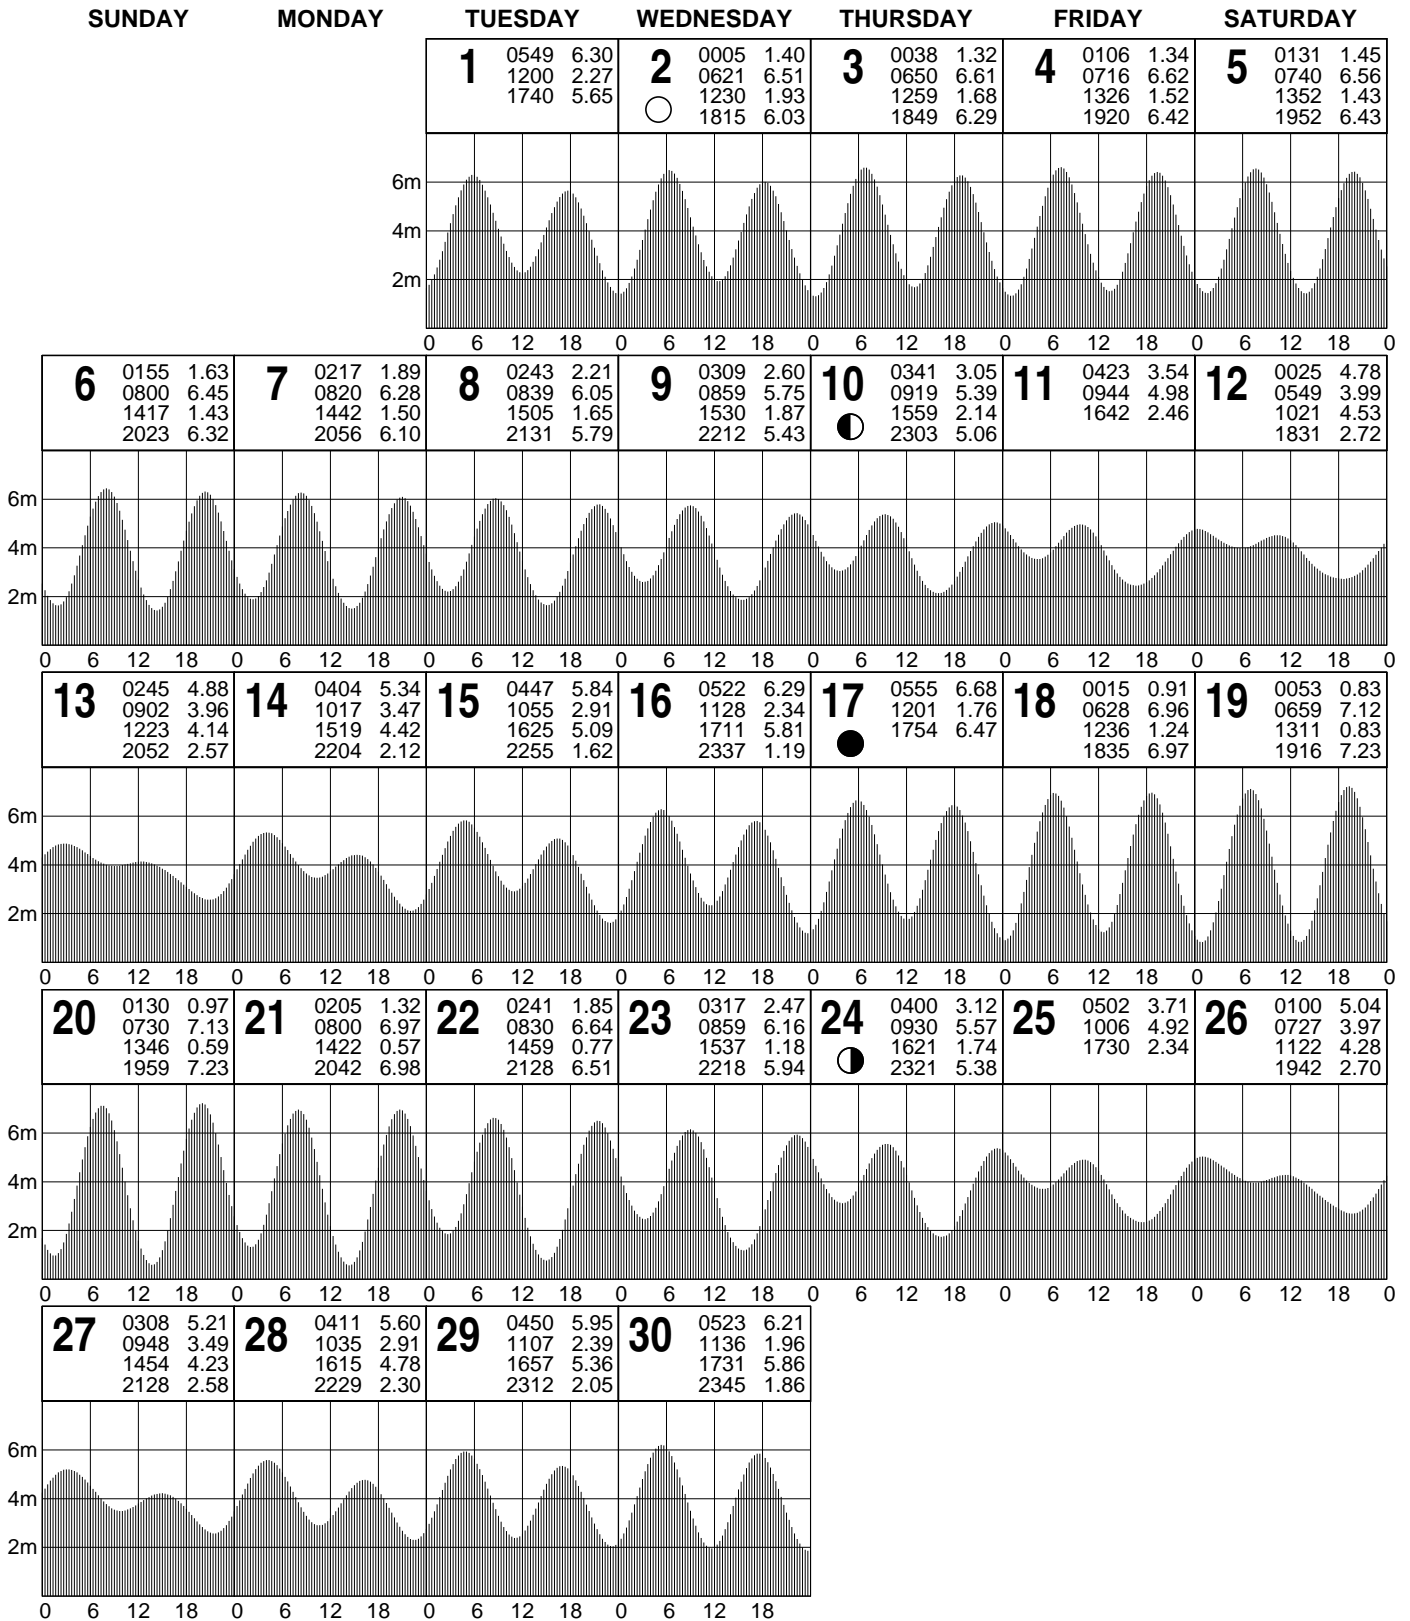 SUNDAY MONDAY TUESDAY WEDNESDAY THURSDAY FRIDAY SATURDAY
1 0549 6.30
1200 2.27
1740 5.65
2 0005 1.40
0621 6.51
1230 1.93
1815 6.03
3 0038 1.32
0650 6.61
1259 1.68
1849 6.29
4 0106 1.34
0716 6.62
1326 1.52
1920 6.42
5 0131 1.45
0740 6.56
1352 1.43
1952 6.43
6m
4m
2m
0 6 12 18 0 6 12 18 0 6 12 18 0 6 12 18 0 6 12 18 0
6 0155 1.63
0800 6.45
1417 1.43
2023 6.32
7 0217 1.89
0820 6.28
1442 1.50
2056 6.10
8 0243 2.21
0839 6.05
1505 1.65
2131 5.79
9 0309 2.60
0859 5.75
1530 1.87
2212 5.43
10 0341 3.05
0919 5.39
1559 2.14
2303 5.06
11 0423 3.54
0944 4.98
1642 2.46
12 0025 4.78
0549 3.99
1021 4.53
1831 2.72
6m
4m
2m
0 6 12 18 0 6 12 18 0 6 12 18 0 6 12 18 0 6 12 18 0 6 12 18 0 6 12 18 0
13 0245 4.88
0902 3.96
1223 4.14
2052 2.57
14 0404 5.34
1017 3.47
1519 4.42
2204 2.12
15 0447 5.84
1055 2.91
1625 5.09
2255 1.62
16 0522 6.29
1128 2.34
1711 5.81
2337 1.19
17 0555 6.68
1201 1.76
1754 6.47
18 0015 0.91
0628 6.96
1236 1.24
1835 6.97
19 0053 0.83
0659 7.12
1311 0.83
1916 7.23
6m
4m
2m
0 6 12 18 0 6 12 18 0 6 12 18 0 6 12 18 0 6 12 18 0 6 12 18 0 6 12 18 0
20 0130 0.97
0730 7.13
1346 0.59
1959 7.23
21 0205 1.32
0800 6.97
1422 0.57
2042 6.98
22 0241 1.85
0830 6.64
1459 0.77
2128 6.51
23 0317 2.47
0859 6.16
1537 1.18
2218 5.94
24 0400 3.12
0930 5.57
1621 1.74
2321 5.38
25 0502 3.71
1006 4.92
1730 2.34
26 0100 5.04
0727 3.97
1122 4.28
1942 2.70
6m
4m
2m
0 6 12 18 0 6 12 18 0 6 12 18 0 6 12 18 0 6 12 18 0 6 12 18 0 6 12 18 0
27 0308 5.21
0948 3.49
1454 4.23
2128 2.58
28 0411 5.60
1035 2.91
1615 4.78
2229 2.30
29 0450 5.95
1107 2.39
1657 5.36
2312 2.05
30 0523 6.21
1136 1.96
1731 5.86
2345 1.86
6m
4m
2m
0 6 12 18 0 6 12 18 0 6 12 18 0 6 12 18